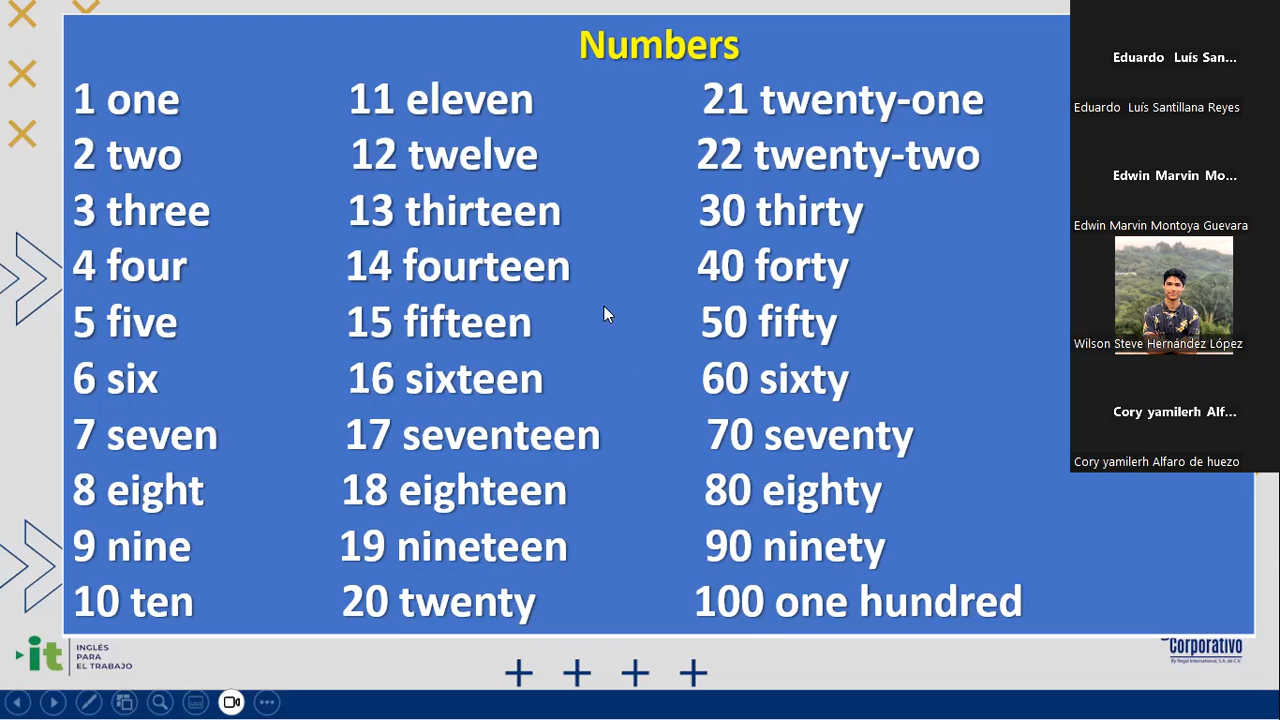 Numbers
1 one 11 eleven 21 twenty-one
2 two 12 twelve 22 twenty-two
3 three 13 thirteen 30 thirty
4 four 14 fourteen 40 forty
5 five 15 fifteen 50 fifty
6 six 16 sixteen 60 sixty
7 seven 17 seventeen 70 seventy
8 eight 18 eighteen 80 eighty
9 nine 19 nineteen 90 ninety
10 ten 20 twenty 100 one hundred
Eduardo Luís San...
Eduardo Luís Santillana Reyes
Edwin Marvin Mo...
Edwin Marvin Montoya Guevara
Wilson Steve Hernández López
Cory yamilerh Alf...
Cory yamilerh Alfaro de huezo
it INGLÉS
PARA
EL TRABAJO
Corporativo
By Regal International, S.A. de C.V.